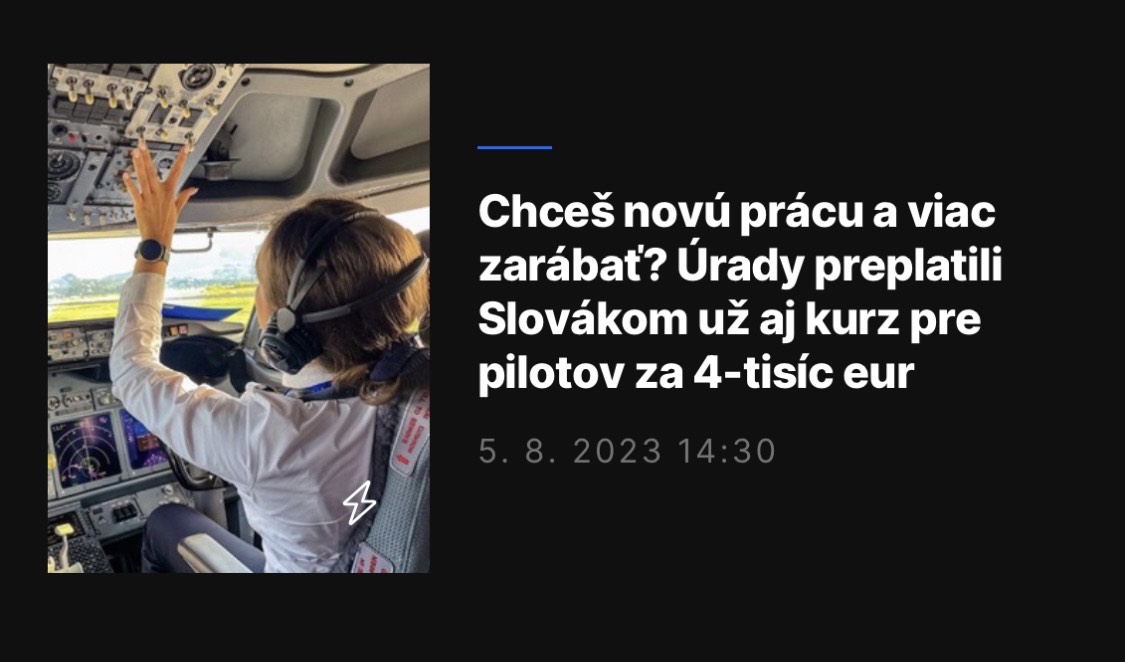 Chceš novú prácu a viac
zarábať? Úrady preplatili
Slovákom už aj kurz pre
pilotov za 4-tisíc eur
5. 8. 2023 14:30